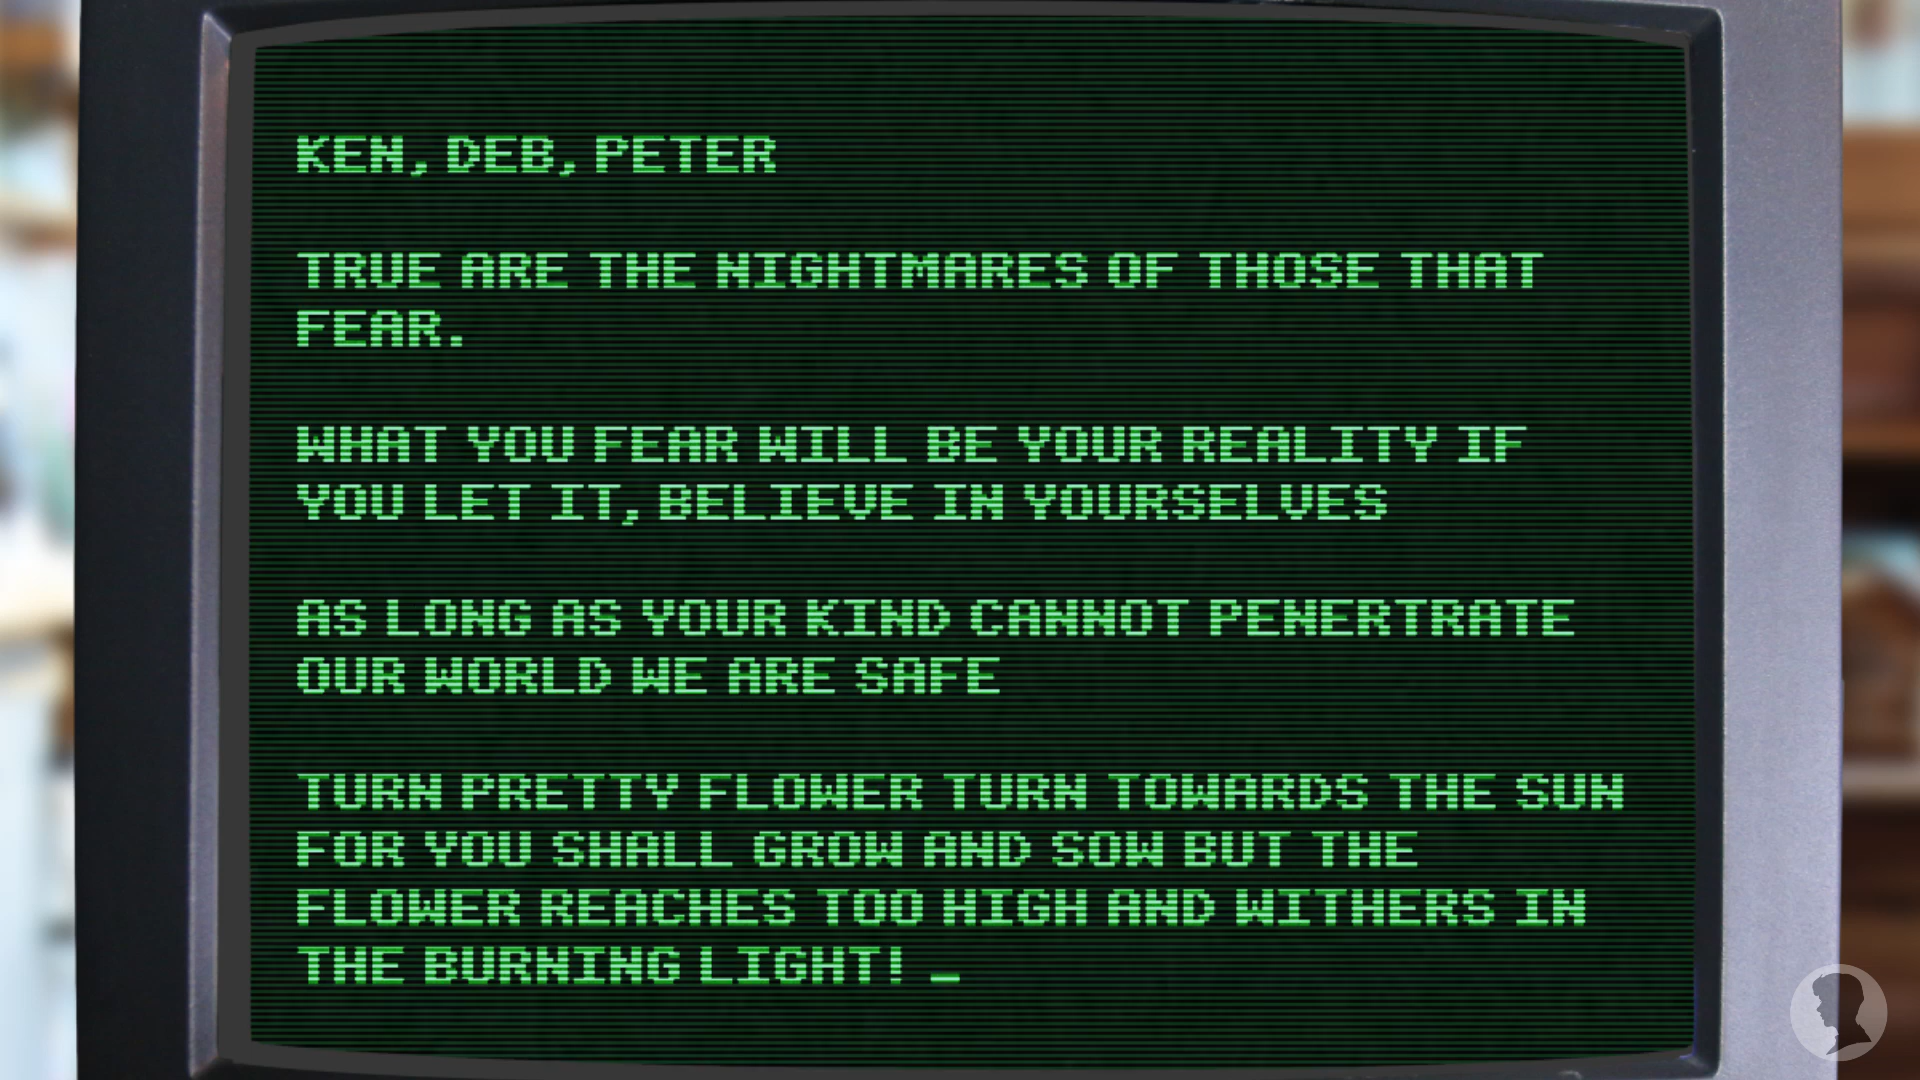 KEN, DEB, PETER
TRUE ARE THE NIGHTMARES OF THOSE THAT
FEAR.
WHAT YOU FEAR WILL BE YOUR REALITY IF
YOU LET IT, BELIEVE IN YOURSELVES
AS LONG AS YOUR KIND CANNOT PENERTRATE
OUR WORLD WE ARE SAFE
TURN PRETTY FLOWER TURN TOWARDS THE SUN
FOR YOU SHALL GROW AND SOW BUT THE
FLOWER REACHES TOO HIGH AND WITHERS IN
THE BURNING LIGHT! _